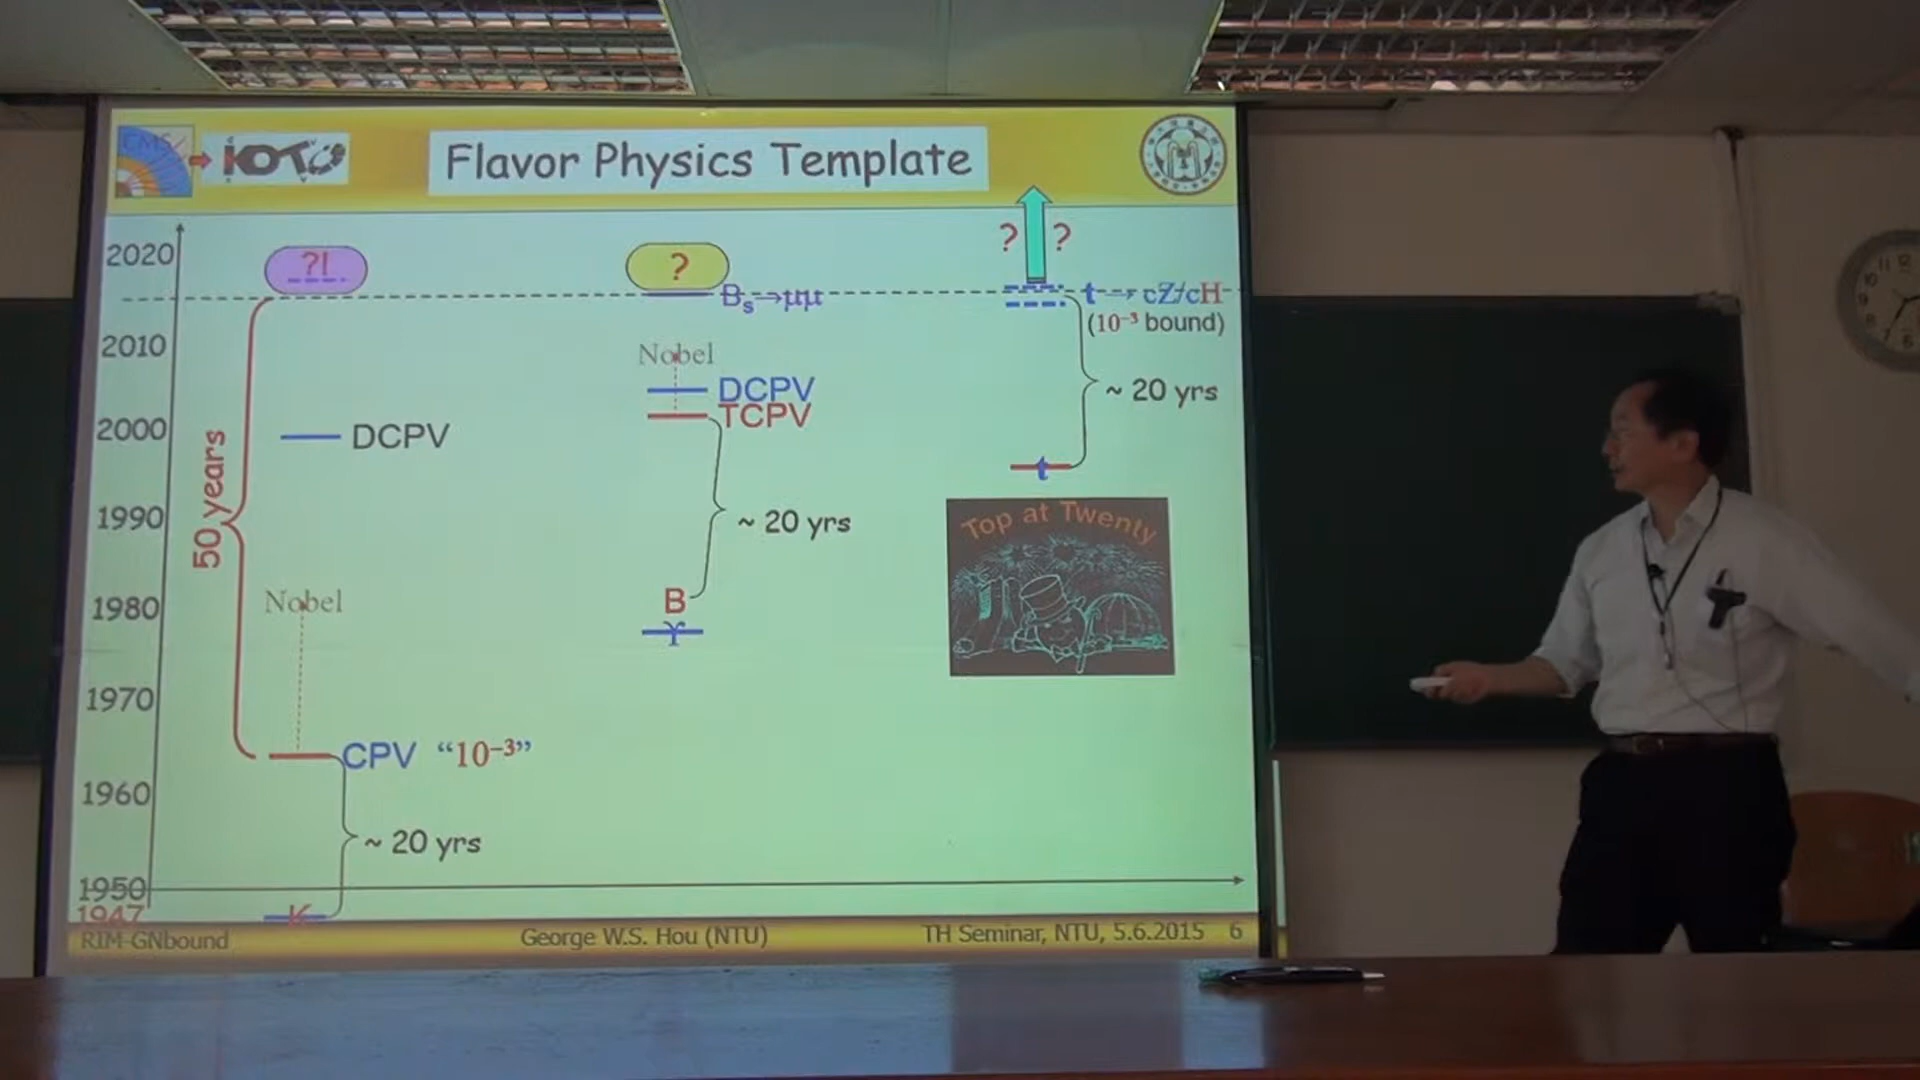 CMS KOTO
Flavor Physics Template
2020
?!
?
? ?
Bs→μμ
t → cZ/cH
(10⁻³ bound)
2010
Nobel
DCPV
TCPV
~ 20 yrs
2000
DCPV
t
50 years
1990
~ 20 yrs
Top at Twenty
1980
Nobel
B
ϒ
1970
CPV “10⁻³”
1960
~ 20 yrs
1950
1947
K
RIM-GNbound
George W.S. Hou (NTU)
TH Seminar, NTU, 5.6.2015 6